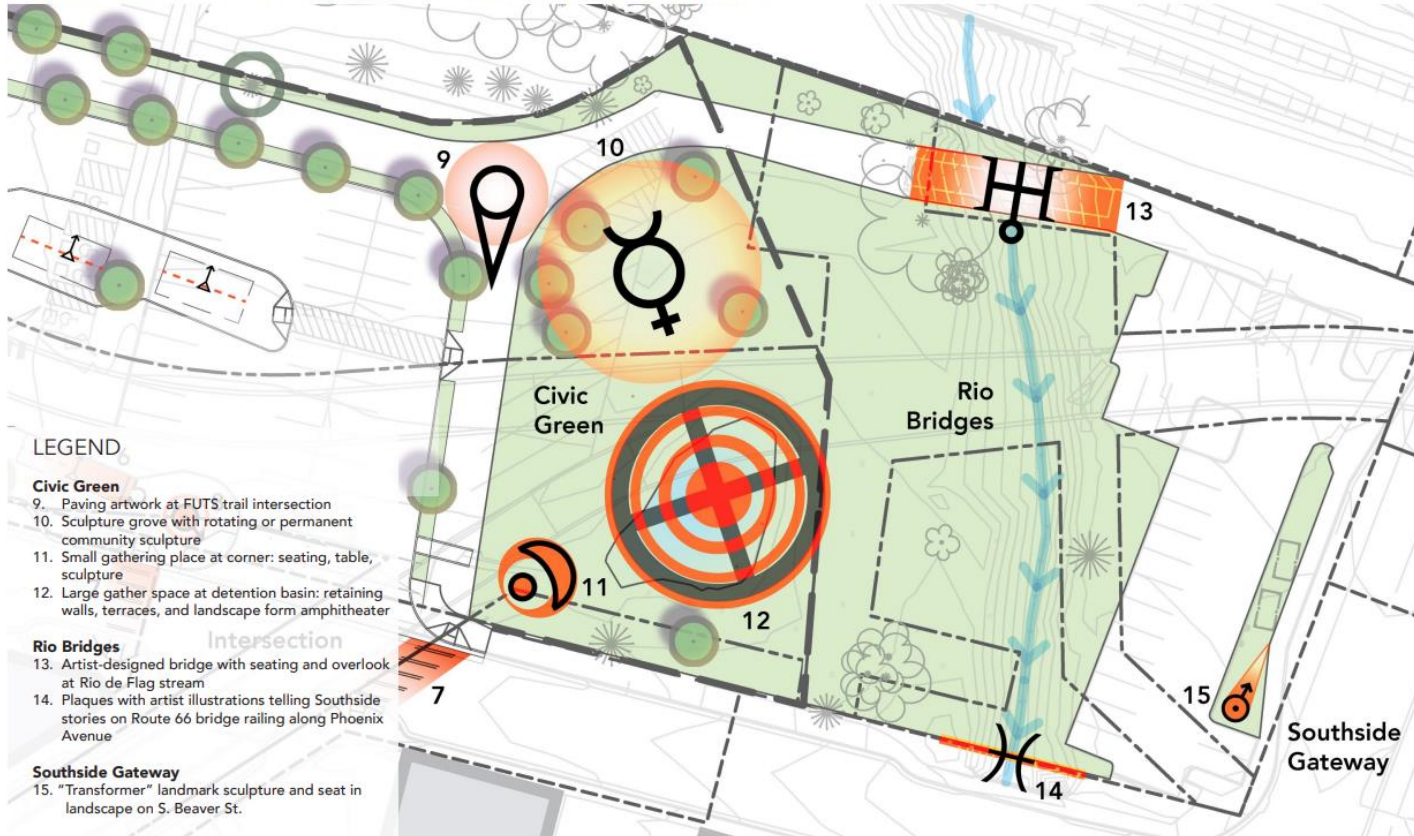 9
10
13
Civic
Green
Rio
Bridges
LEGEND
Civic Green
9. Paving artwork at FUTS trail intersection
10. Sculpture grove with rotating or permanent
community sculpture
11. Small gathering place at corner: seating, table,
sculpture
12. Large gather space at detention basin: retaining
walls, terraces, and landscape form amphitheater
Intersection
Rio Bridges
13. Artist-designed bridge with seating and overlook
at Rio de Flag stream
14. Plaques with artist illustrations telling Southside
stories on Route 66 bridge railing along Phoenix
Avenue
Southside Gateway
15. "Transformer" landmark sculpture and seat in
landscape on S. Beaver St.
11
12
7
15
Southside
Gateway
14